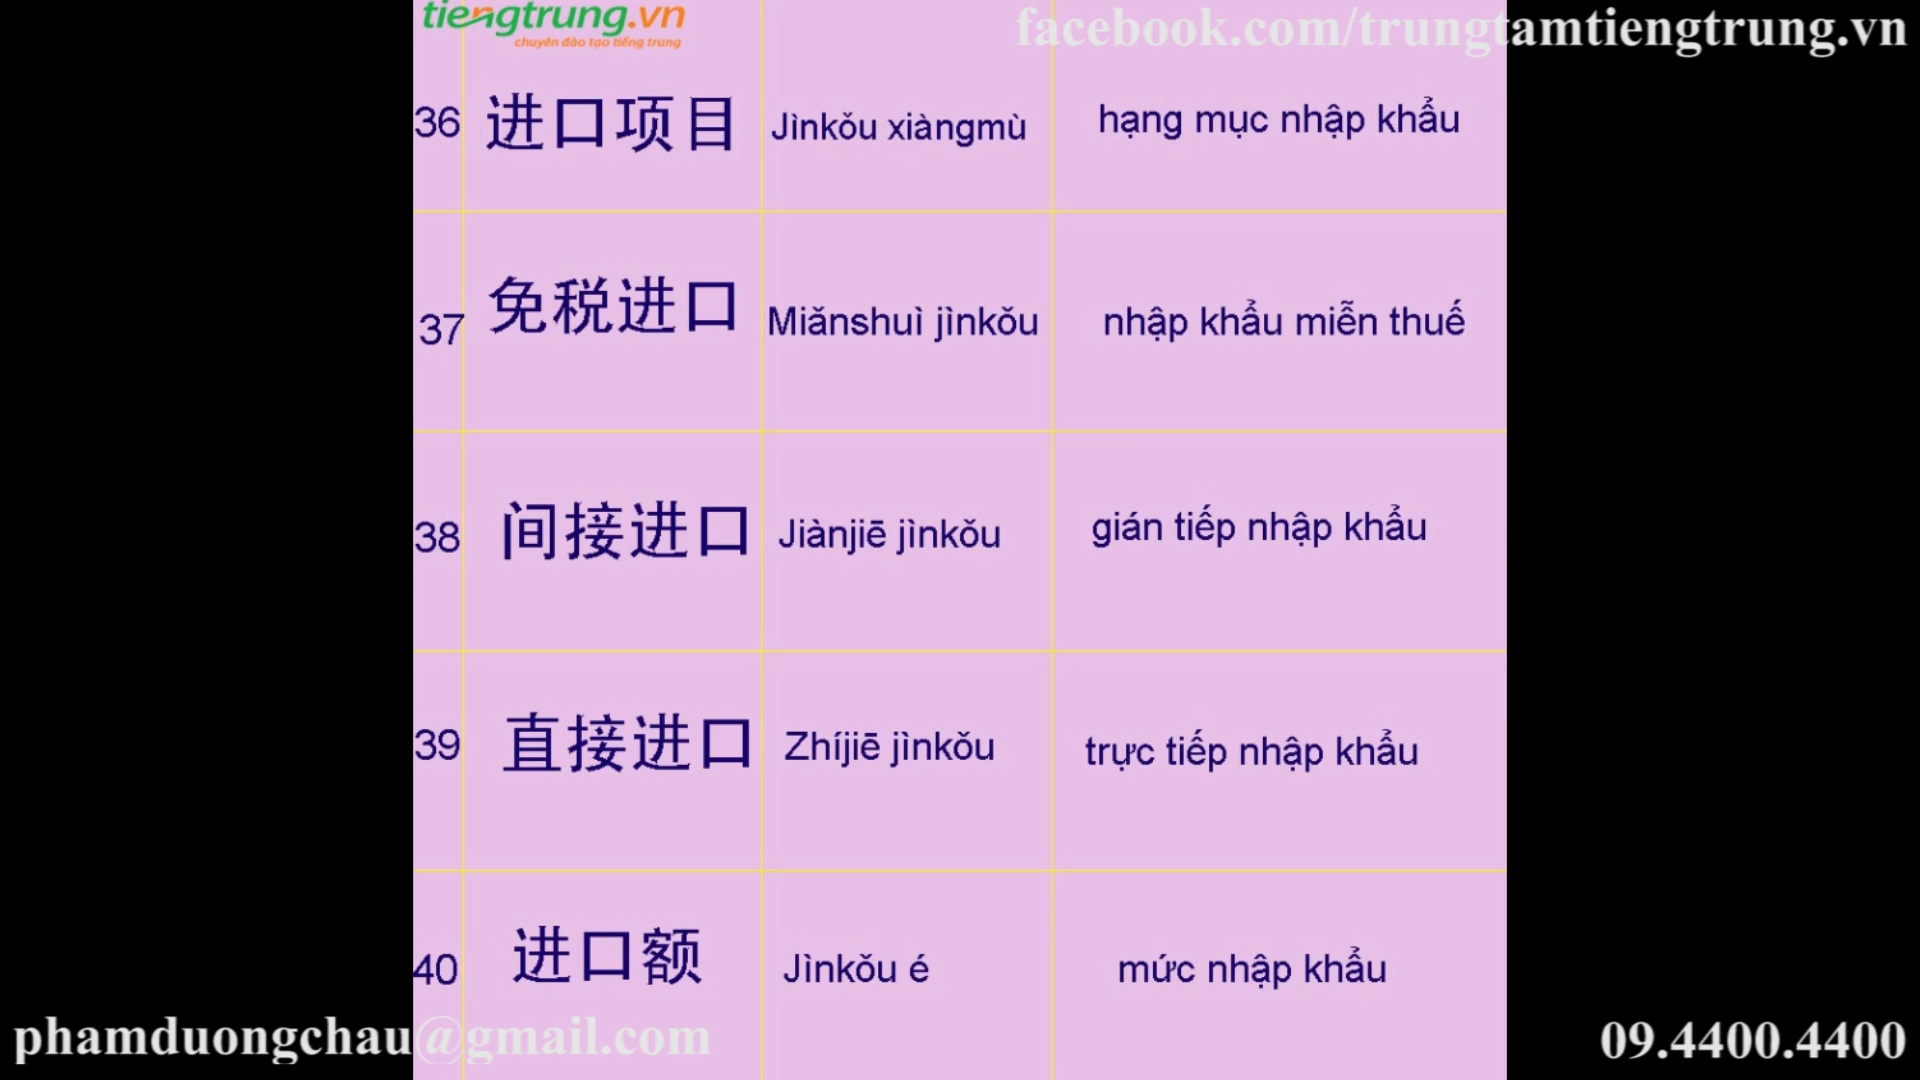 tiengtrung.vn
chuyên đào tạo tiếng trung
facebook.com/trungtamtiengtrung.vn
36 进口项目 Jìnkǒu xiàngmù hạng mục nhập khẩu
37 免税进口 Miǎnshuì jìnkǒu nhập khẩu miễn thuế
38 间接进口 Jiànjiē jìnkǒu gián tiếp nhập khẩu
39 直接进口 Zhíjiē jìnkǒu trực tiếp nhập khẩu
40 进口额 Jìnkǒu é mức nhập khẩu
phamduongchau@gmail.com
09.4400.4400